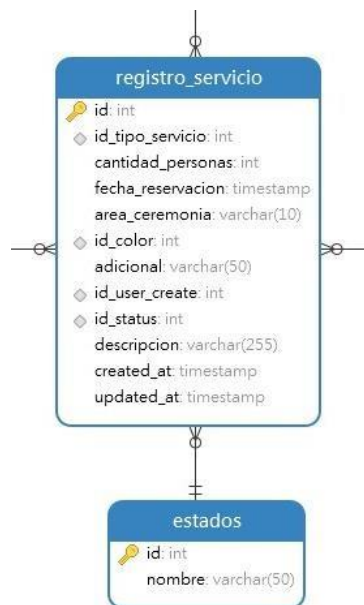 registro_servicio
id: int
id_tipo_servicio: int
cantidad_personas: int
fecha_reservacion: timestamp
area_ceremonia: varchar(10)
id_color: int
adicional: varchar(50)
id_user_create: int
id_status: int
descripcion: varchar(255)
created_at: timestamp
updated_at: timestamp
estados
id: int
nombre: varchar(50)